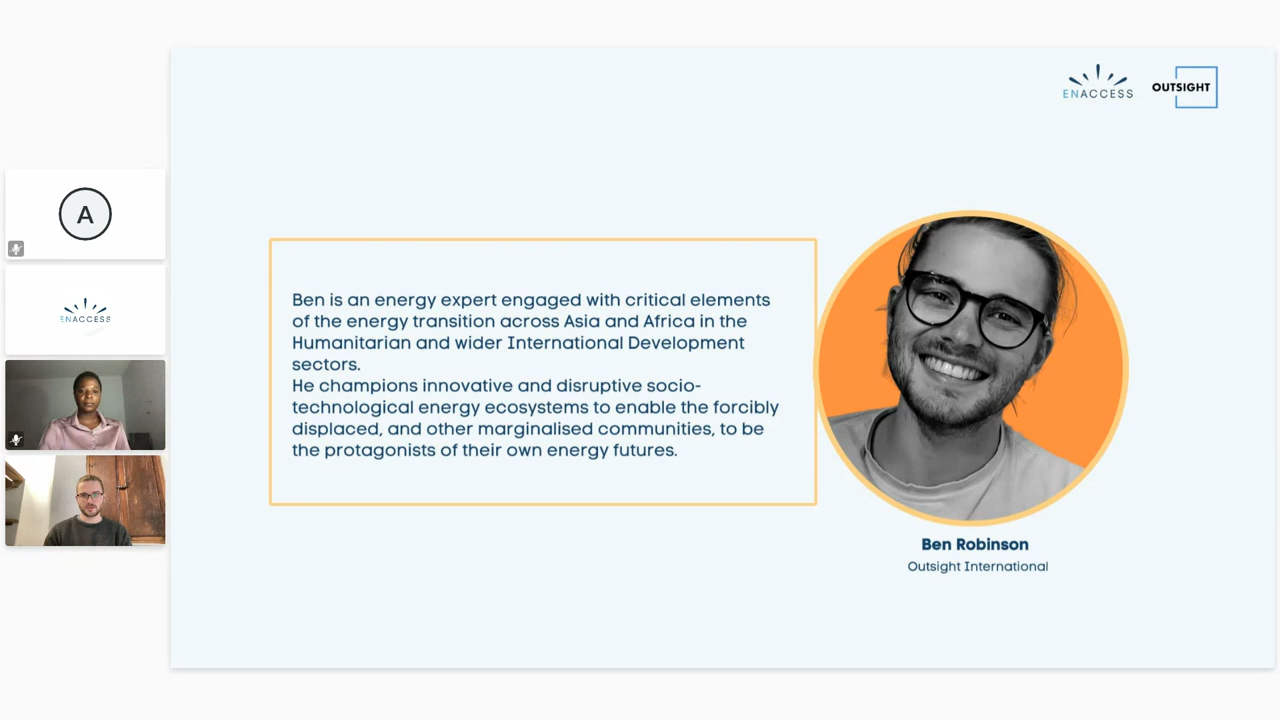 ENACCESS
OUTSIGHT
A
ENACCESS
Ben is an energy expert engaged with critical elements
of the energy transition across Asia and Africa in the
Humanitarian and wider International Development
sectors.
He champions innovative and disruptive socio-
technological energy ecosystems to enable the forcibly
displaced, and other marginalised communities, to be
the protagonists of their own energy futures.
Ben Robinson
Outsight International